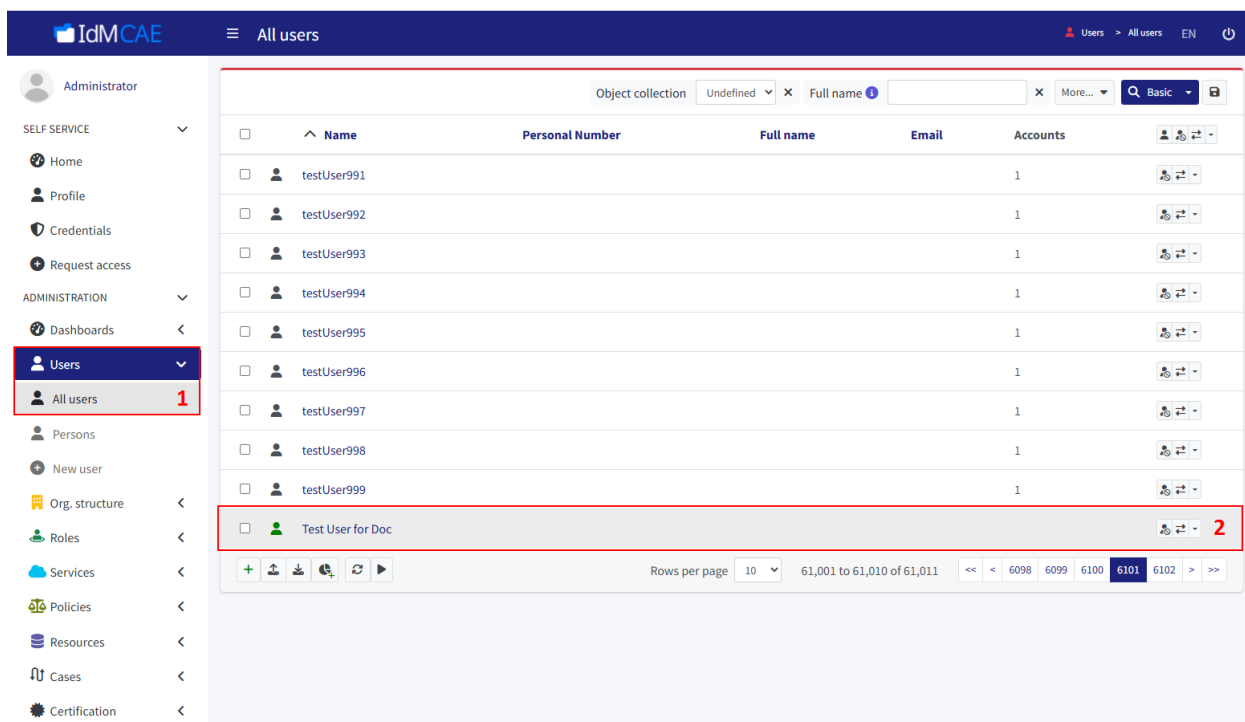 IdMCAE
All users
Users > All users EN
Administrator
Object collection Undefined Full name More... Basic
SELF SERVICE
Name Personal Number Full name Email Accounts
Home
testUser991 1
Profile
testUser992 1
Credentials
testUser993 1
Request access
testUser994 1
ADMINISTRATION
Dashboards
testUser995 1
Users
testUser996 1
All users 1
testUser997 1
Persons
testUser998 1
New user
testUser999 1
Org. structure
Test User for Doc 2
Roles
Services
Rows per page 10 61,001 to 61,010 of 61,011 << < 6098 6099 6100 6101 6102 > >>
Policies
Resources
Cases
Certification